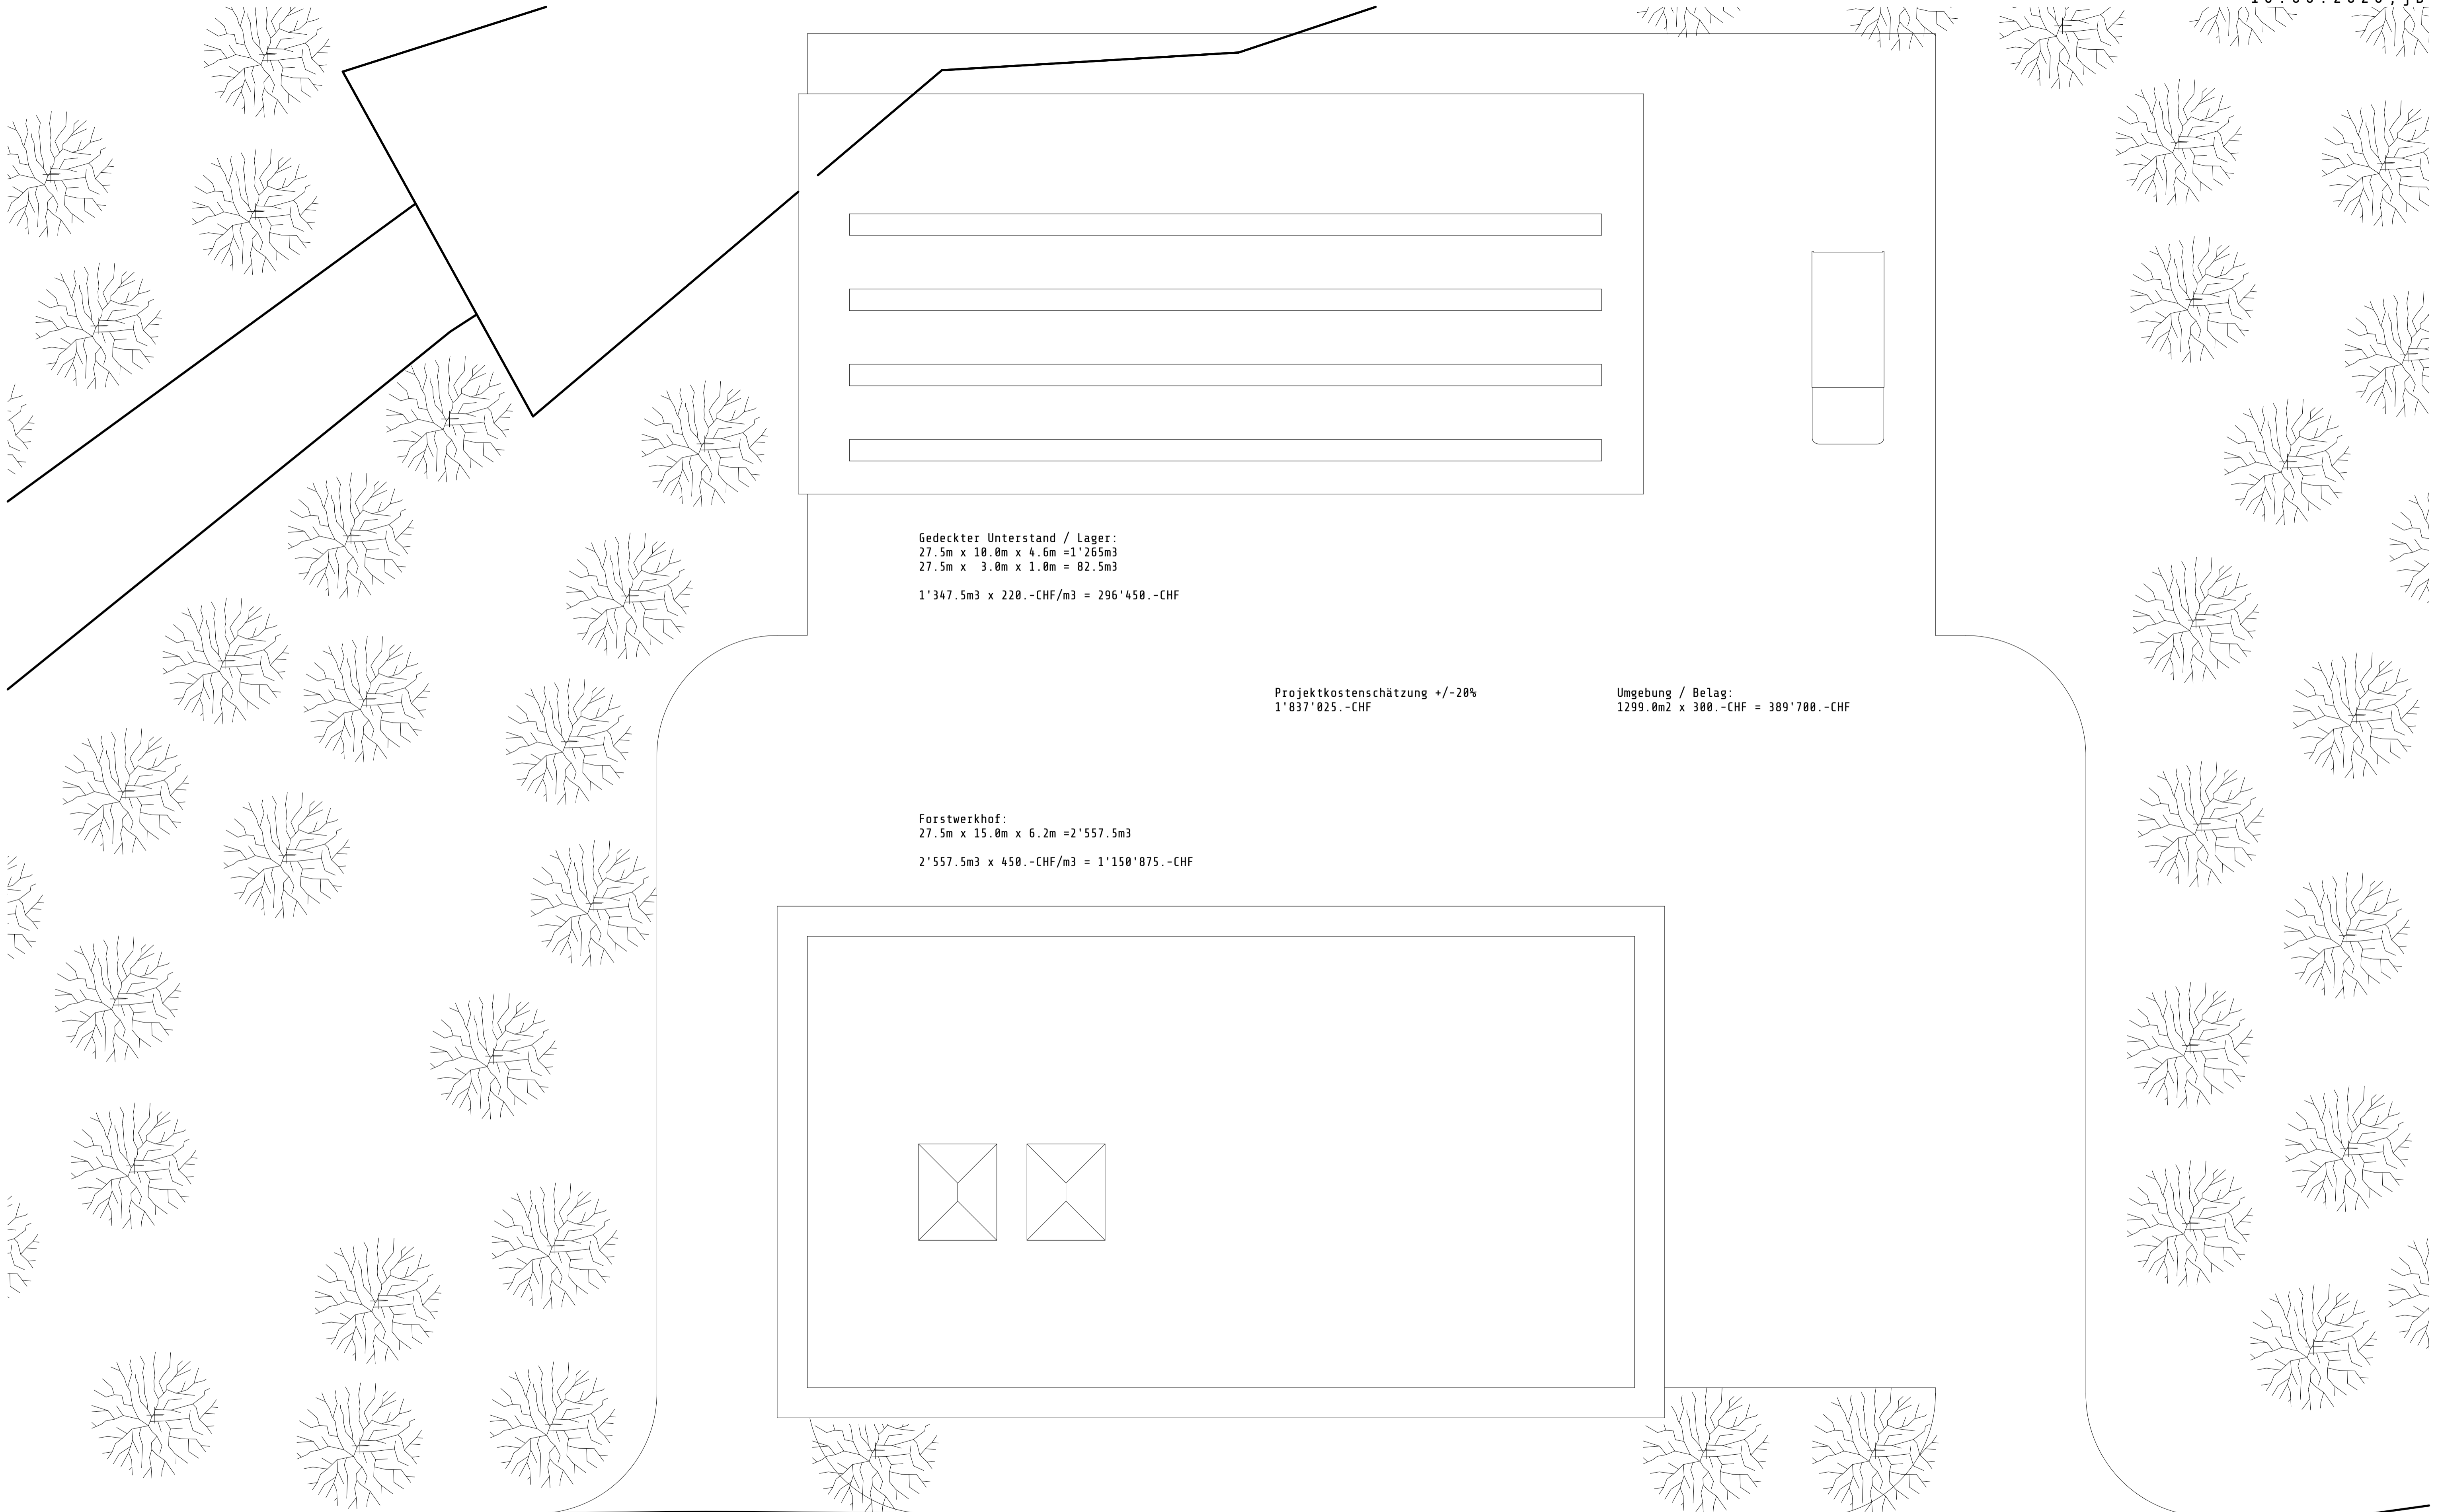 Gedeckter Unterstand / Lager:
27.5m x 10.0m x 4.6m =1'265m3
27.5m x  3.0m x 1.0m = 82.5m3
1'347.5m3 x 220.-CHF/m3 = 296'450.-CHF
Projektkostenschätzung +/-20%
1'837'025.-CHF
Umgebung / Belag:
1299.0m2 x 300.-CHF = 389'700.-CHF
Forstwerkhof:
27.5m x 15.0m x 6.2m =2'557.5m3
2'557.5m3 x 450.-CHF/m3 = 1'150'875.-CHF